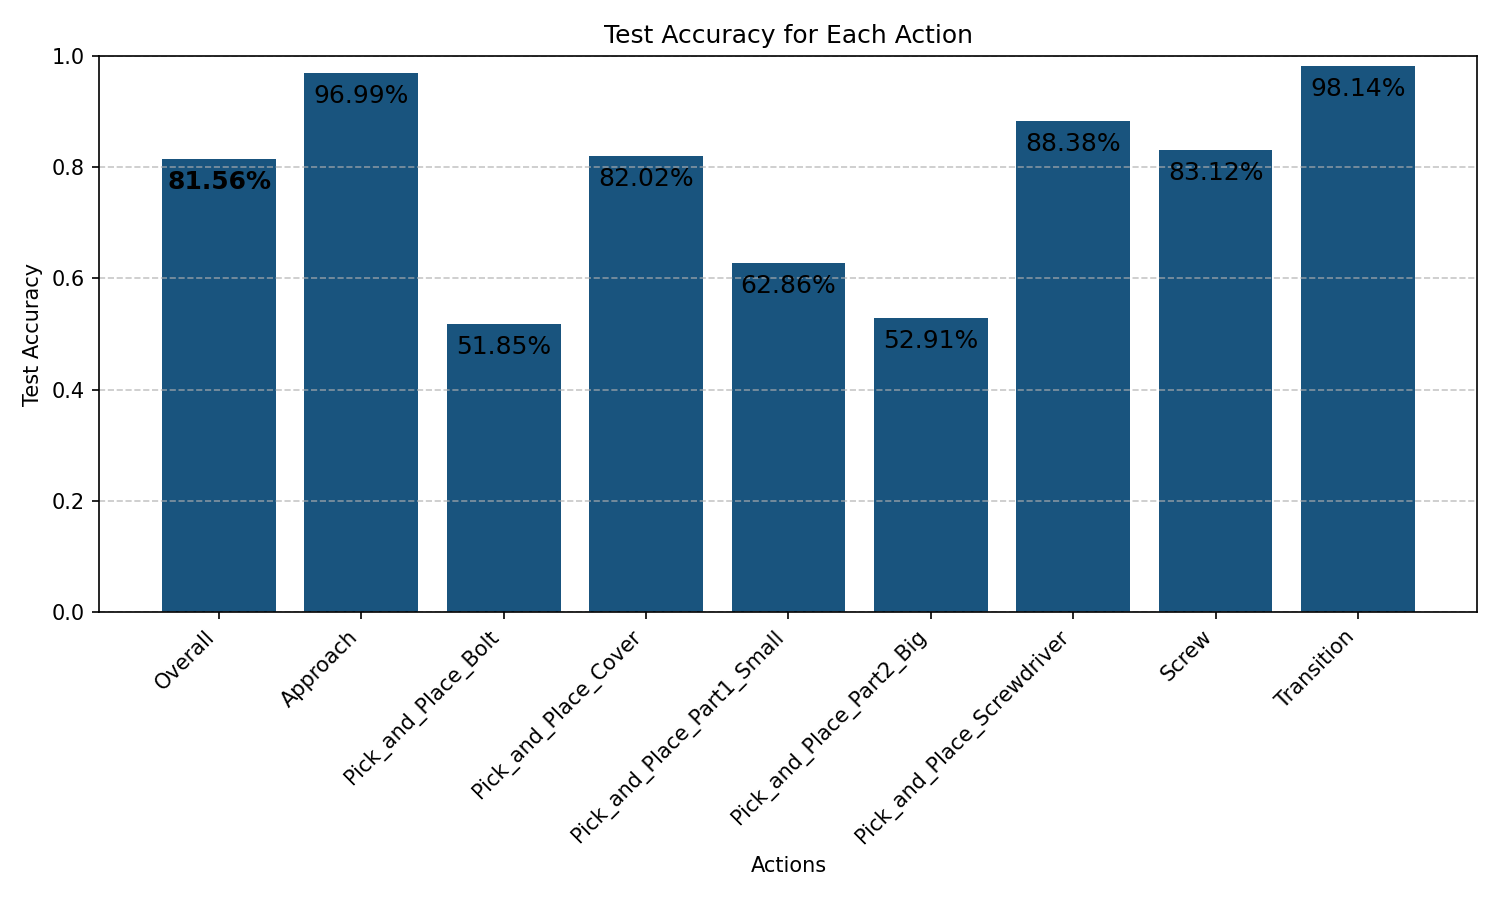 Test Accuracy for Each Action
1.0
0.8
0.6
0.4
0.2
0.0
Test Accuracy
81.56%
96.99%
51.85%
82.02%
62.86%
52.91%
88.38%
83.12%
98.14%
Overall
Approach
Pick_and_Place_Bolt
Pick_and_Place_Cover
Pick_and_Place_Part1_Small
Pick_and_Place_Part2_Big
Pick_and_Place_Screwdriver
Screw
Transition
Actions